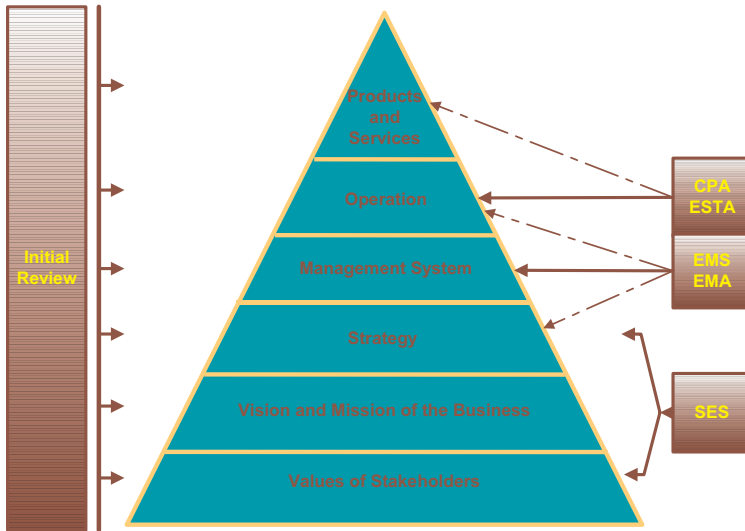 Initial
Review
Products
and
Services
Operation
Management System
Strategy
Vision and Mission of the Business
Values of Stakeholders
CPA
ESTA
EMS
EMA
SES